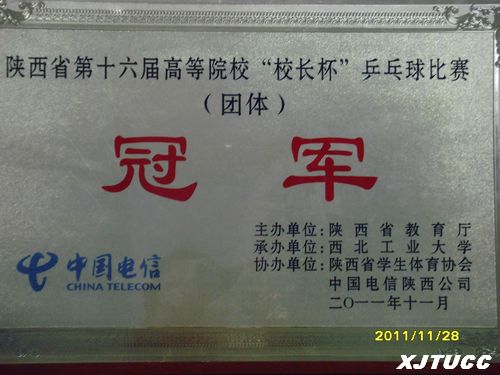 陕西省第十六届高等院校“校长杯”乒乓球比赛
（团体）
冠 军
主办单位：陕西省教育厅
承办单位：西北工业大学
协办单位：陕西省学生体育协会
中国电信陕西公司
二〇一一年十一月
中国电信
CHINA TELECOM
2011/11/28
XJTUCC